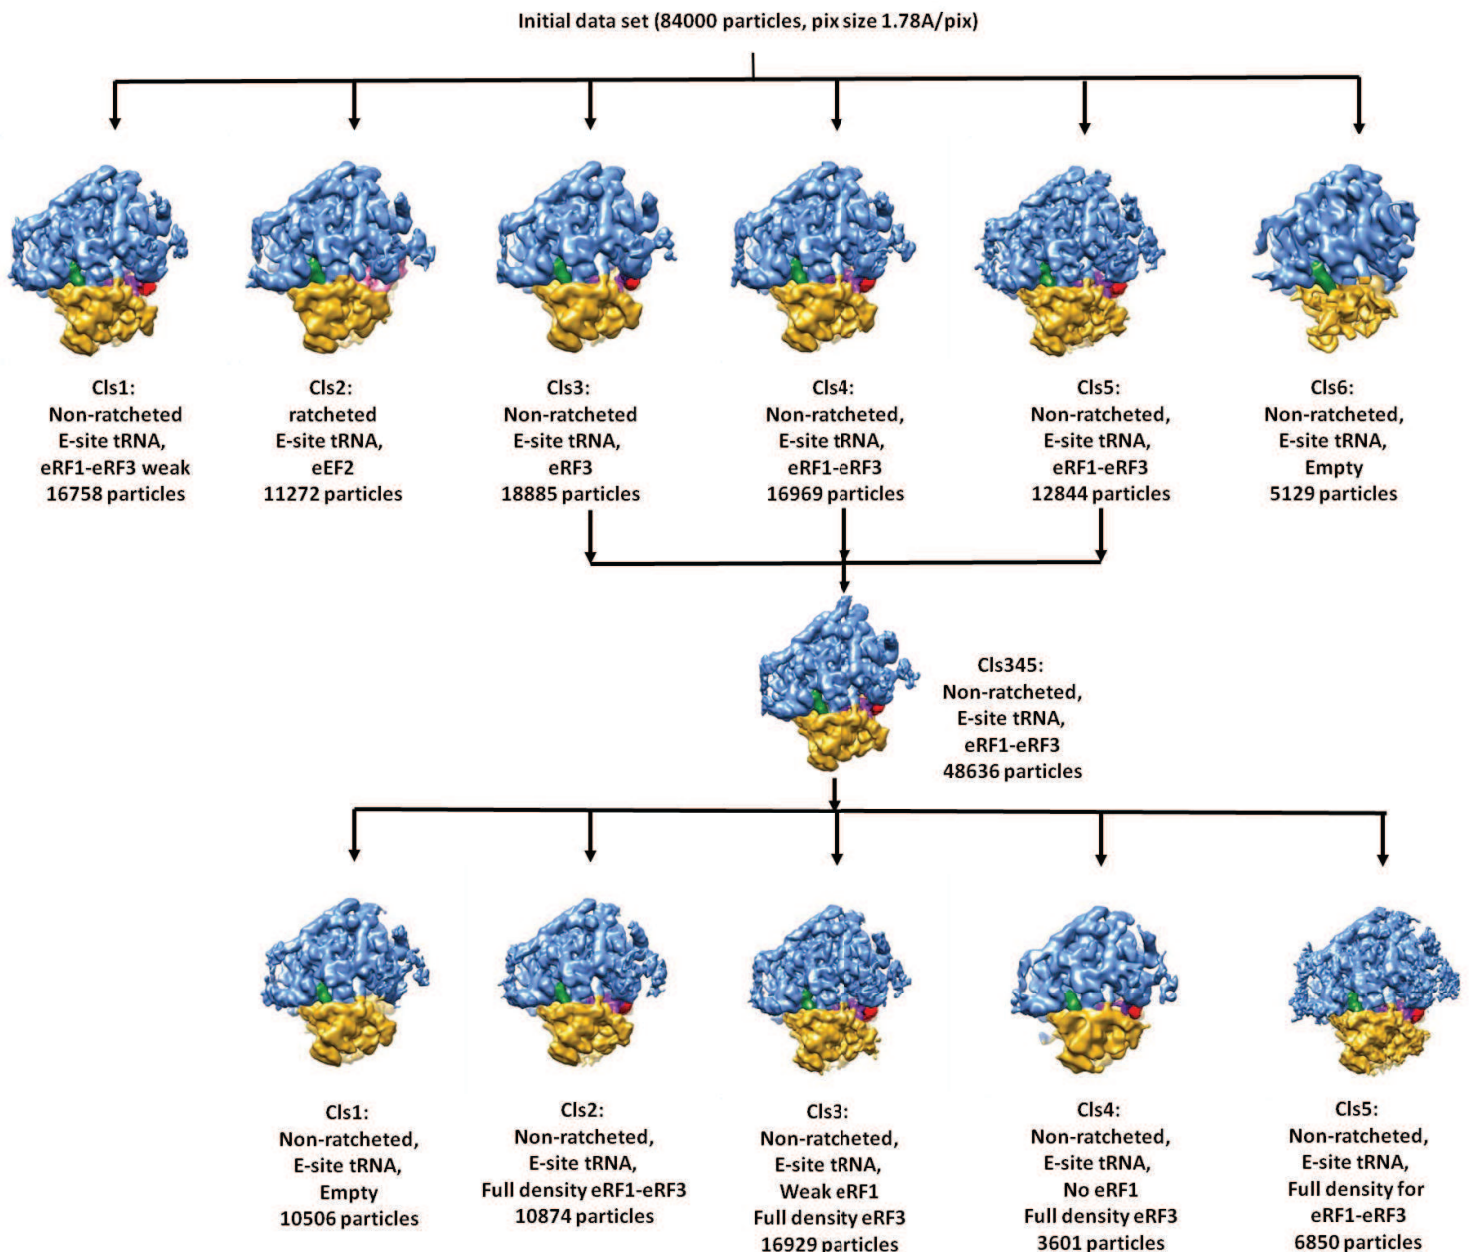 Initial data set (84000 particles, pix size 1.78A/pix)
Cls1:
Non-ratcheted
E-site tRNA,
eRF1-eRF3 weak
16758 particles
Cls2:
ratcheted
E-site tRNA,
eEF2
11272 particles
Cls3:
Non-ratcheted
E-site tRNA,
eRF3
18885 particles
Cls4:
Non-ratcheted,
E-site tRNA,
eRF1-eRF3
16969 particles
Cls5:
Non-ratcheted,
E-site tRNA,
eRF1-eRF3
12844 particles
Cls6:
Non-ratcheted,
E-site tRNA,
Empty
5129 particles
Cls345:
Non-ratcheted,
E-site tRNA,
eRF1-eRF3
48636 particles
Cls1:
Non-ratcheted,
E-site tRNA,
Empty
10506 particles
Cls2:
Non-ratcheted,
E-site tRNA,
Full density eRF1-eRF3
10874 particles
Cls3:
Non-ratcheted,
E-site tRNA,
Weak eRF1
Full density eRF3
16929 particles
Cls4:
Non-ratcheted,
E-site tRNA,
No eRF1
Full density eRF3
3601 particles
Cls5:
Non-ratcheted,
E-site tRNA,
Full density for
eRF1-eRF3
6850 particles